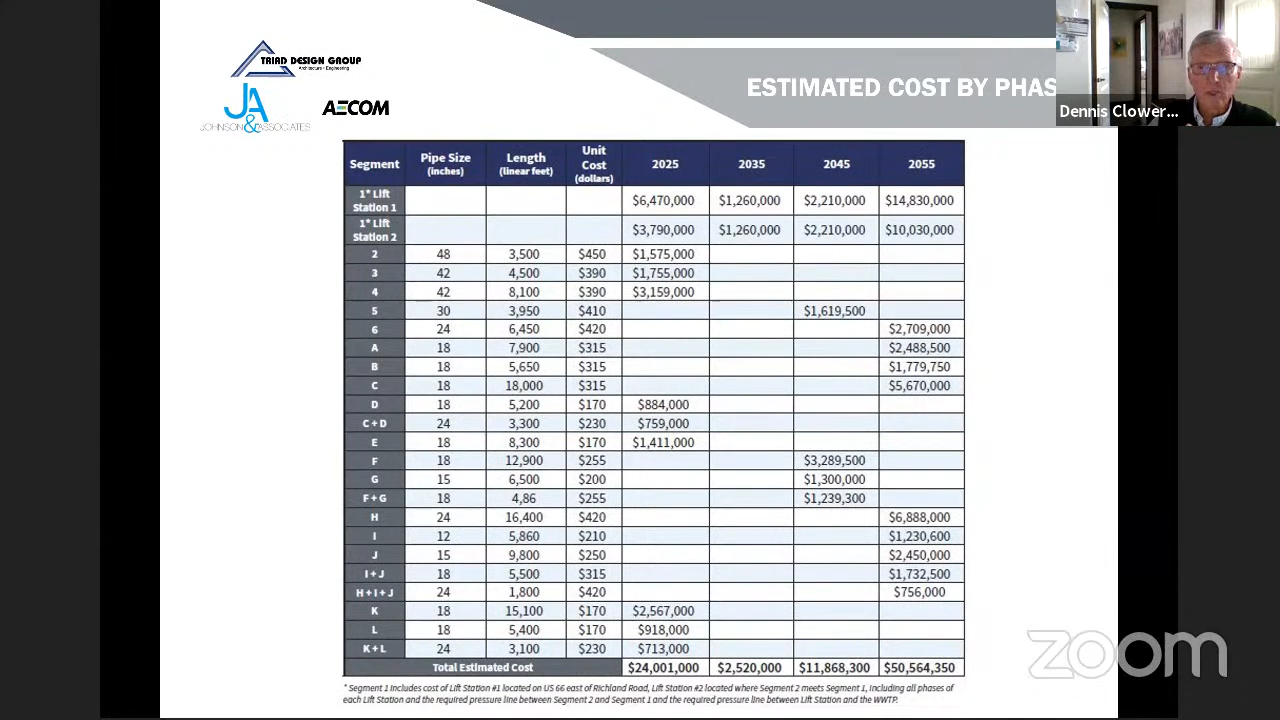 TRIAD DESIGN GROUP
Architecture • Engineering
JA
JOHNSON & ASSOCIATES
AECOM
ESTIMATED COST BY PHAS
Dennis Clower...
Segment Pipe Size (inches) Length (linear feet) Unit Cost (dollars) 2025 2035 2045 2055
1* Lift Station 1 $6,470,000 $1,260,000 $2,210,000 $14,830,000
1* Lift Station 2 $3,790,000 $1,260,000 $2,210,000 $10,030,000
2 48 3,500 $450 $1,575,000
3 42 4,500 $390 $1,755,000
4 42 8,100 $390 $3,159,000
5 30 3,950 $410 $1,619,500
6 24 6,450 $420 $2,709,000
A 18 7,900 $315 $2,488,500
B 18 5,650 $315 $1,779,750
C 18 18,000 $315 $5,670,000
D 18 5,200 $170 $884,000
C + D 24 3,300 $230 $759,000
E 18 8,300 $170 $1,411,000
F 18 12,900 $255 $3,289,500
G 15 6,500 $200 $1,300,000
F + G 18 4,86 $255 $1,239,300
H 24 16,400 $420 $6,888,000
I 12 5,860 $210 $1,230,600
J 15 9,800 $250 $2,450,000
I + J 18 5,500 $315 $1,732,500
H + I + J 24 1,800 $420 $756,000
K 18 15,100 $170 $2,567,000
L 18 5,400 $170 $918,000
K + L 24 3,100 $230 $713,000
Total Estimated Cost $24,001,000 $2,520,000 $11,868,300 $50,564,350
* Segment 1 Includes cost of Lift Station #1 located on US 66 east of Richland Road, Lift Station #2 located where Segment 2 meets Segment 1, Including all phases of
each Lift Station and the required pressure line between Segment 2 and Segment 1 and the required pressure line between Lift Station and the WWTP.
zoom